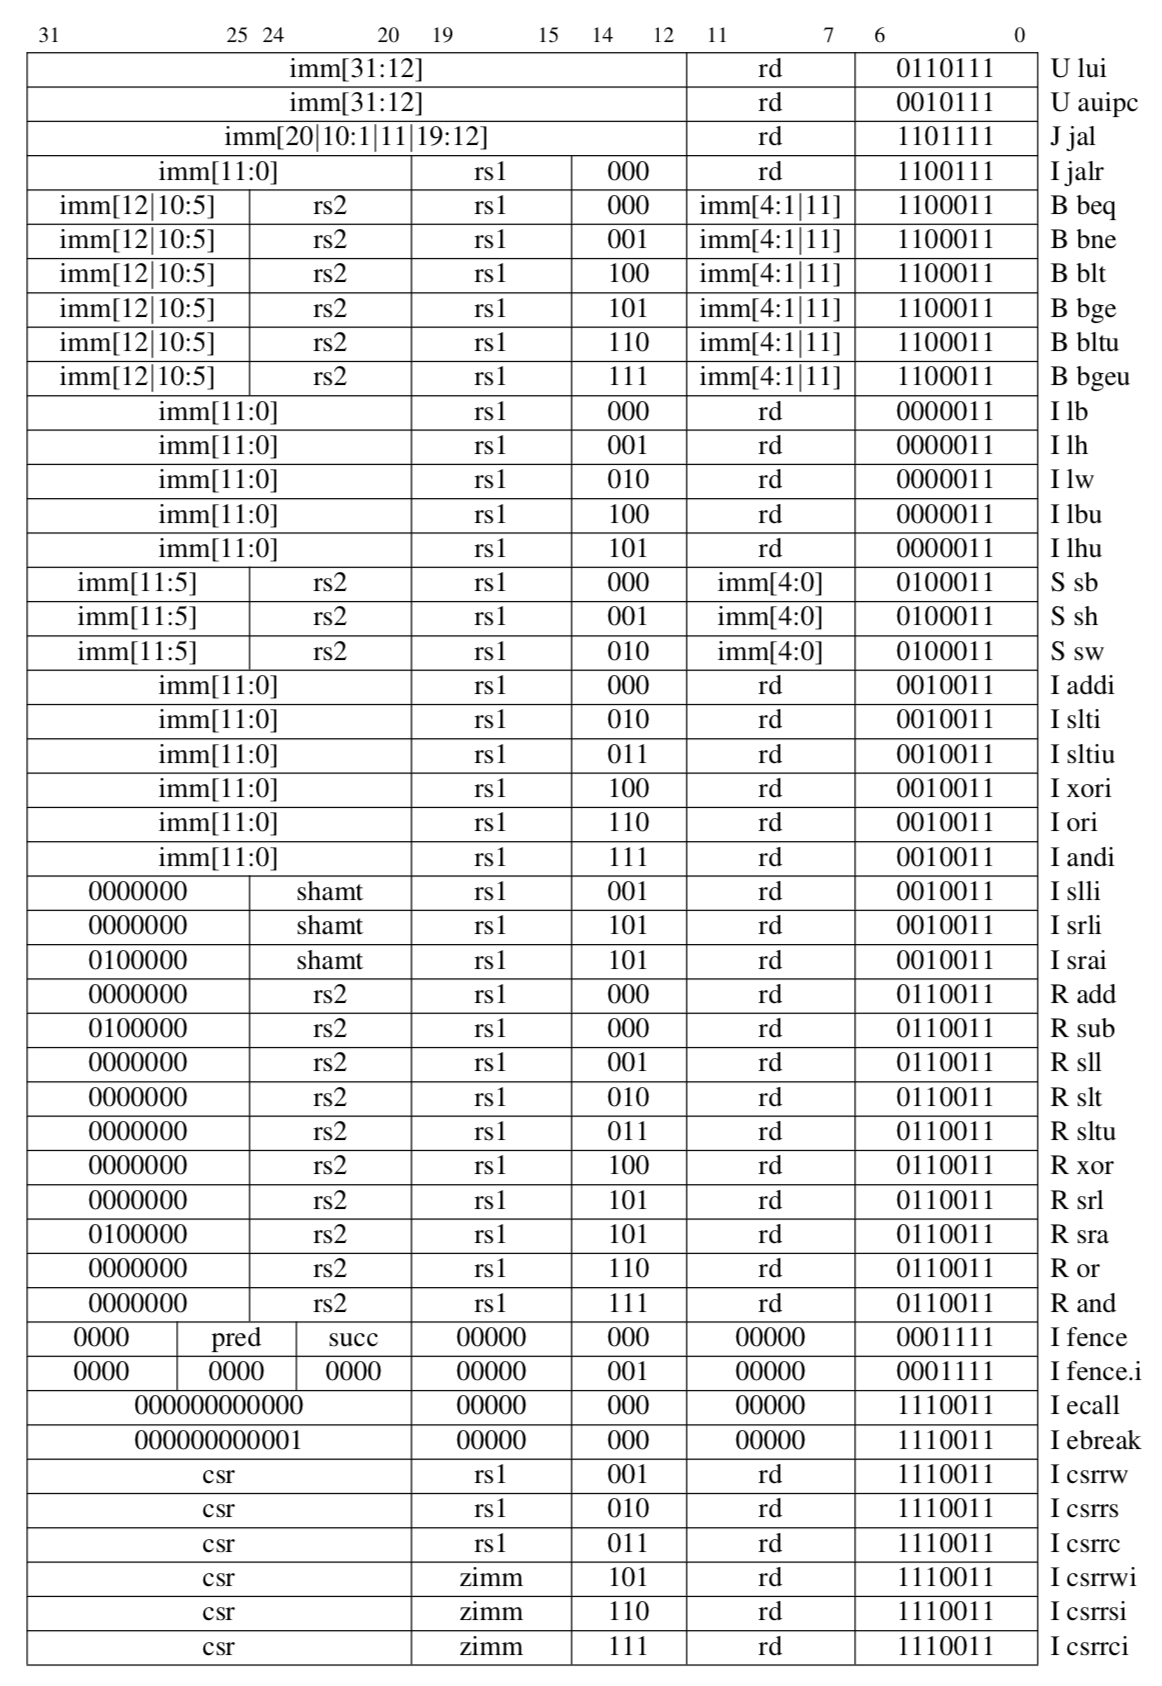 31 25 24 20 19 15 14 12 11 7 6 0
imm[31:12] rd 0110111 U lui
imm[31:12] rd 0010111 U auipc
imm[20|10:1|11|19:12] rd 1101111 J jal
imm[11:0] rs1 000 rd 1100111 I jalr
imm[12|10:5] rs2 rs1 000 imm[4:1|11] 1100011 B beq
imm[12|10:5] rs2 rs1 001 imm[4:1|11] 1100011 B bne
imm[12|10:5] rs2 rs1 100 imm[4:1|11] 1100011 B blt
imm[12|10:5] rs2 rs1 101 imm[4:1|11] 1100011 B bge
imm[12|10:5] rs2 rs1 110 imm[4:1|11] 1100011 B bltu
imm[12|10:5] rs2 rs1 111 imm[4:1|11] 1100011 B bgeu
imm[11:0] rs1 000 rd 0000011 I lb
imm[11:0] rs1 001 rd 0000011 I lh
imm[11:0] rs1 010 rd 0000011 I lw
imm[11:0] rs1 100 rd 0000011 I lbu
imm[11:0] rs1 101 rd 0000011 I lhu
imm[11:5] rs2 rs1 000 imm[4:0] 0100011 S sb
imm[11:5] rs2 rs1 001 imm[4:0] 0100011 S sh
imm[11:5] rs2 rs1 010 imm[4:0] 0100011 S sw
imm[11:0] rs1 000 rd 0010011 I addi
imm[11:0] rs1 010 rd 0010011 I slti
imm[11:0] rs1 011 rd 0010011 I sltiu
imm[11:0] rs1 100 rd 0010011 I xori
imm[11:0] rs1 110 rd 0010011 I ori
imm[11:0] rs1 111 rd 0010011 I andi
0000000 shamt rs1 001 rd 0010011 I slli
0000000 shamt rs1 101 rd 0010011 I srli
0100000 shamt rs1 101 rd 0010011 I srai
0000000 rs2 rs1 000 rd 0110011 R add
0100000 rs2 rs1 000 rd 0110011 R sub
0000000 rs2 rs1 001 rd 0110011 R sll
0000000 rs2 rs1 010 rd 0110011 R slt
0000000 rs2 rs1 011 rd 0110011 R sltu
0000000 rs2 rs1 100 rd 0110011 R xor
0000000 rs2 rs1 101 rd 0110011 R srl
0100000 rs2 rs1 101 rd 0110011 R sra
0000000 rs2 rs1 110 rd 0110011 R or
0000000 rs2 rs1 111 rd 0110011 R and
0000 pred succ 00000 000 00000 0001111 I fence
0000 0000 0000 00000 001 00000 0001111 I fence.i
000000000000 00000 000 00000 1110011 I ecall
000000000001 00000 000 00000 1110011 I ebreak
csr rs1 001 rd 1110011 I csrrw
csr rs1 010 rd 1110011 I csrrs
csr rs1 011 rd 1110011 I csrrc
csr zimm 101 rd 1110011 I csrrwi
csr zimm 110 rd 1110011 I csrrsi
csr zimm 111 rd 1110011 I csrrci